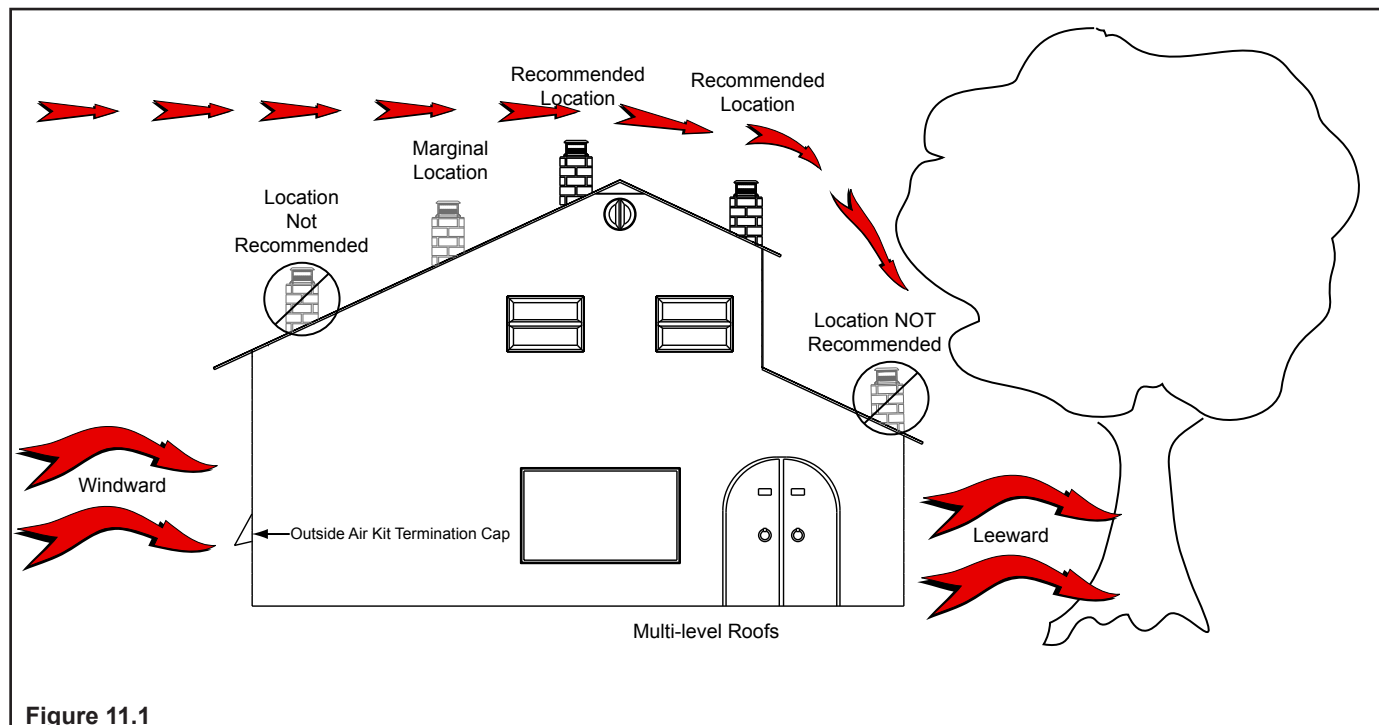 Recommended
Location
Recommended
Location
Marginal
Location
Location
Not
Recommended
Location NOT
Recommended
Windward
Outside Air Kit Termination Cap
Leeward
Multi-level Roofs
Figure 11.1